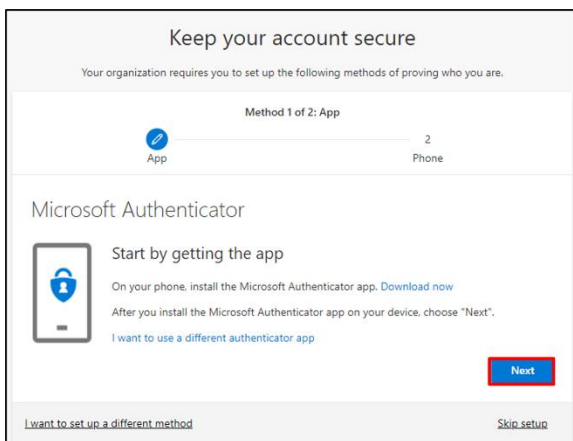 Keep your account secure
Your organization requires you to set up the following methods of proving who you are.
Method 1 of 2: App
App
2
Phone
Microsoft Authenticator
Start by getting the app
On your phone, install the Microsoft Authenticator app. Download now
After you install the Microsoft Authenticator app on your device, choose "Next".
I want to use a different authenticator app
Next
I want to set up a different method
Skip setup